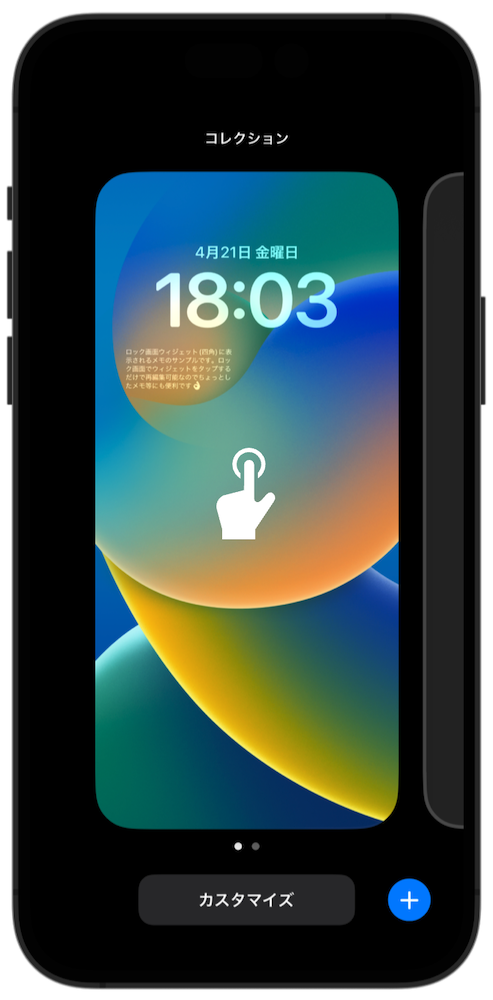 コレクション
4月21日 金曜日
18:03
ロック画面ウィジェット(四角)に表
示されるメモのサンプルです。ロッ
ク画面でウィジェットをタップする
だけで再編集可能なのでちょっとし
たメモ等にも便利です👌
カスタマイズ